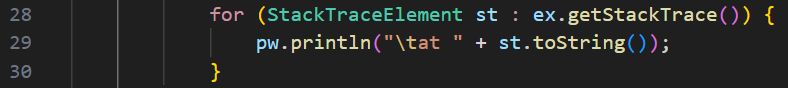 28 for (StackTraceElement st : ex.getStackTrace()) {
29 pw.println("\tat " + st.toString());
30 }